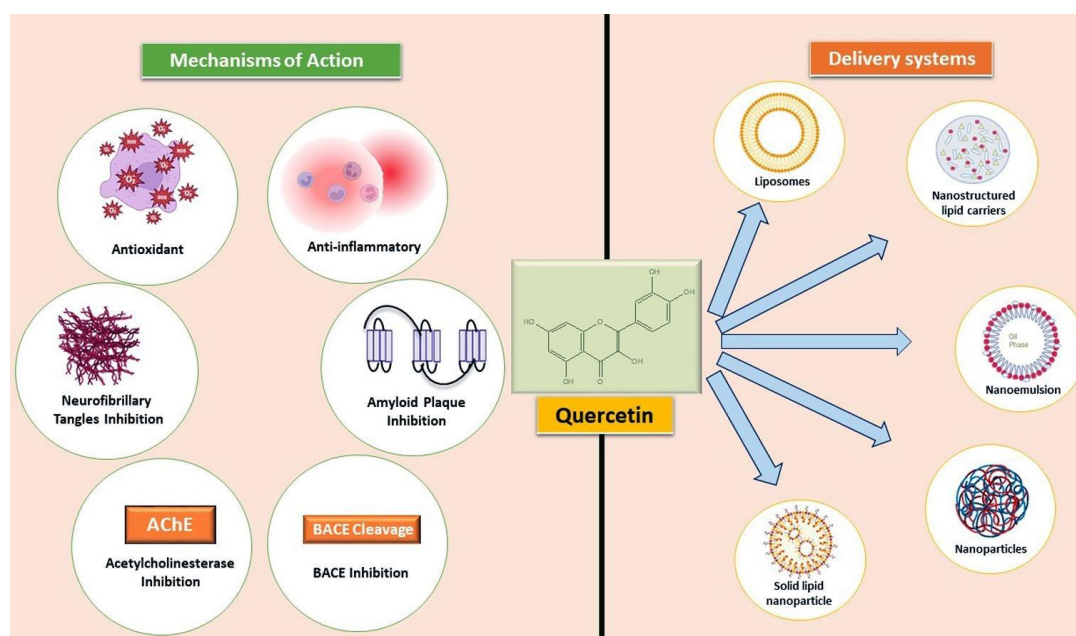 Mechanisms of Action
Antioxidant
Anti-inflammatory
Neurofibrillary
Tangles Inhibition
Amyloid Plaque
Inhibition
AChE
Acetylcholinesterase
Inhibition
BACE Cleavage
BACE Inhibition
OH
OH
HO
O
OH
OH
O
Quercetin
Delivery systems
Liposomes
Nanostructured
lipid carriers
Oil
Phase
Nanoemulsion
Nanoparticles
Solid lipid
nanoparticle